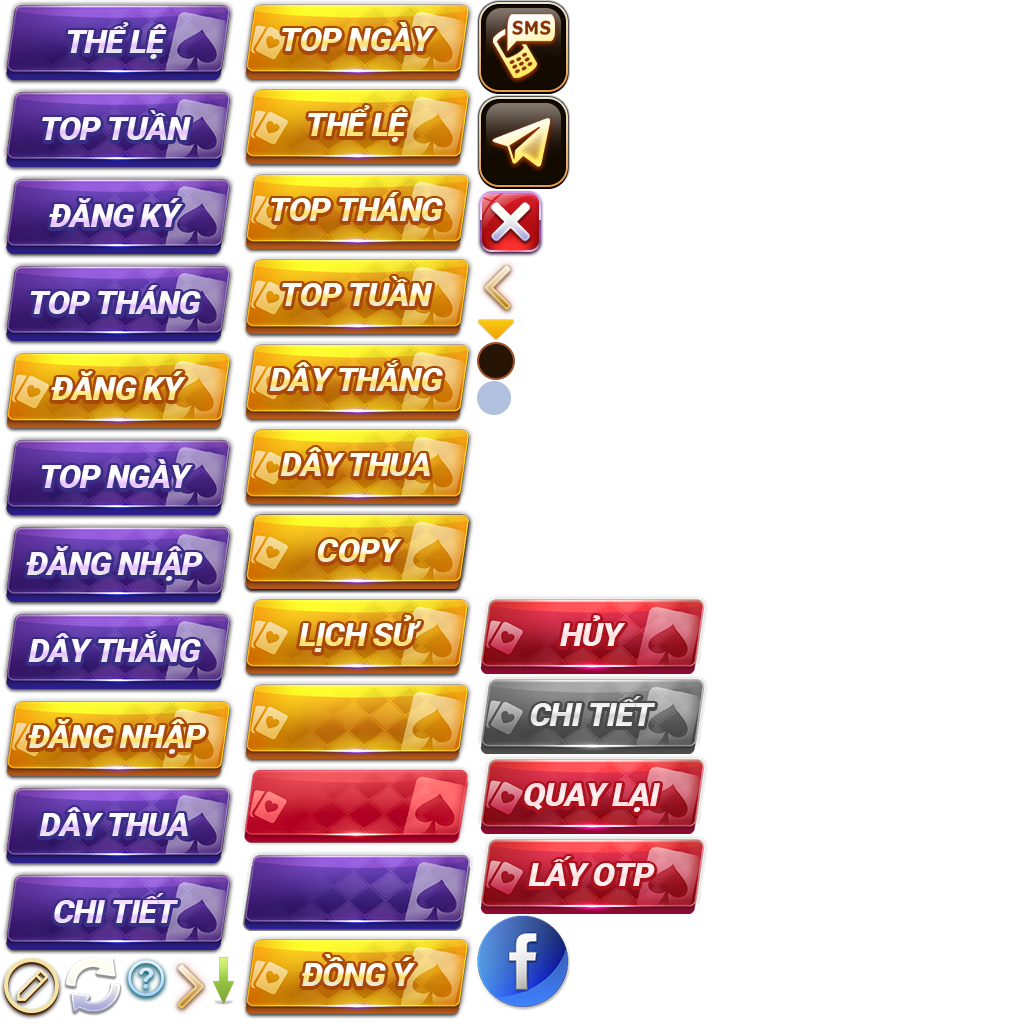 THỂ LỆ
TOP TUẦN
ĐĂNG KÝ
TOP THÁNG
ĐĂNG KÝ
TOP NGÀY
ĐĂNG NHẬP
DÂY THẮNG
ĐĂNG NHẬP
DÂY THUA
CHI TIẾT
?
TOP NGÀY
THỂ LỆ
TOP THÁNG
TOP TUẦN
DÂY THẮNG
DÂY THUA
COPY
LỊCH SỬ
ĐỒNG Ý
SMS
HỦY
CHI TIẾT
QUAY LẠI
LẤY OTP
f